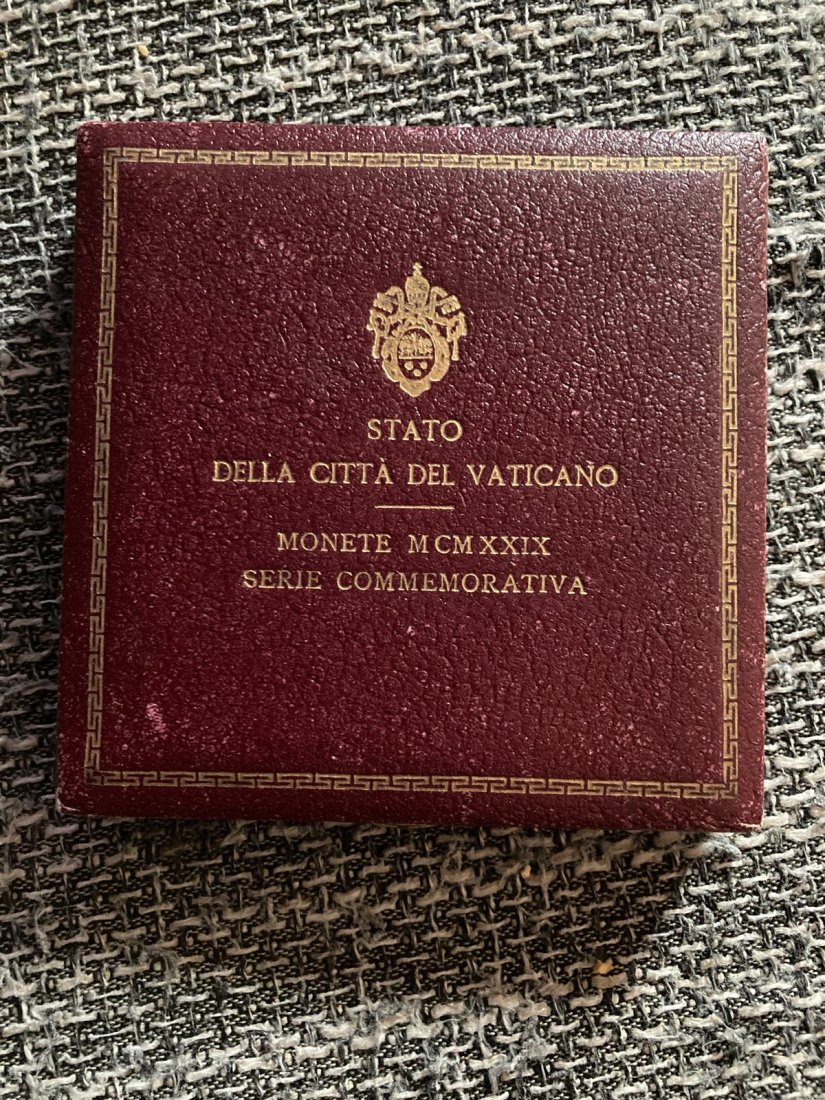 STATO
DELLA CITTÀ DEL VATICANO
MONETE MCMXXIX
SERIE COMMEMORATIVA